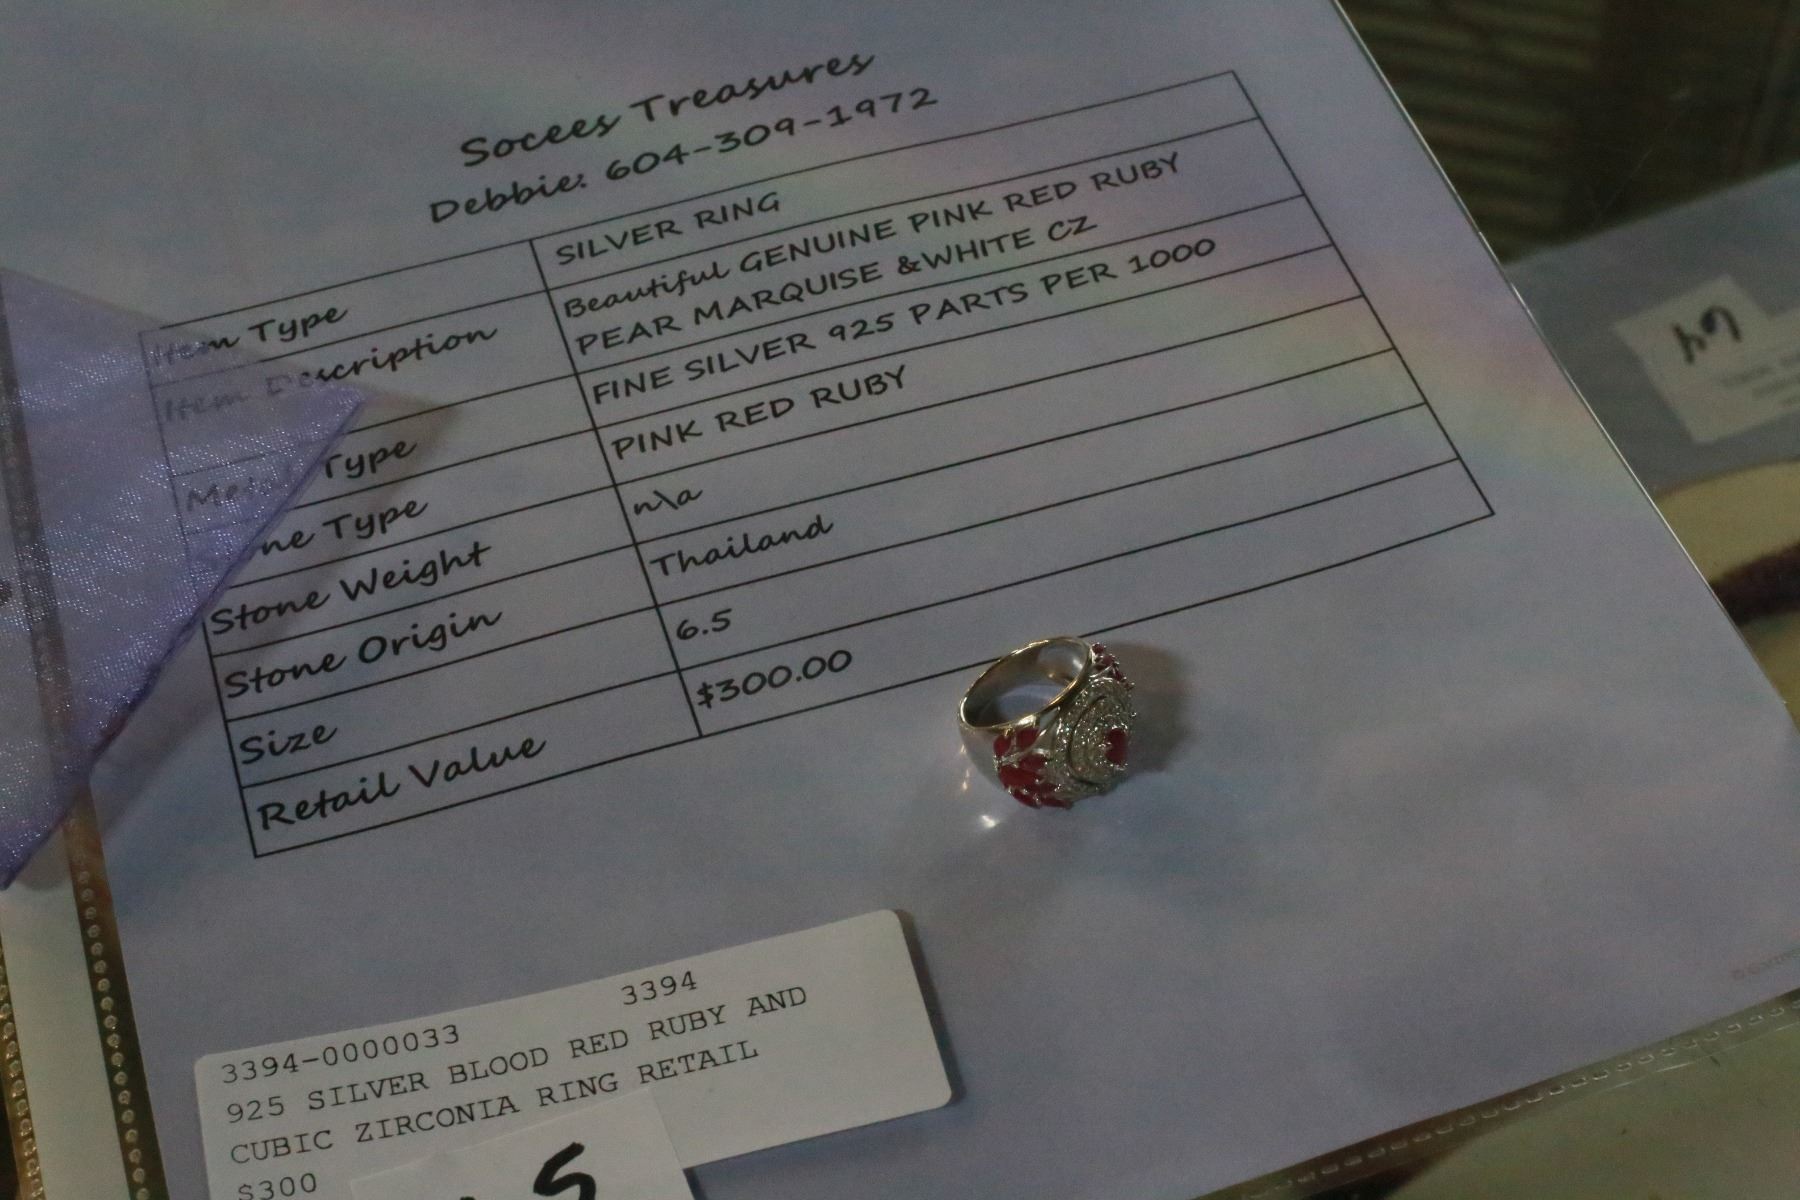 Socees Treasures
Debbie: 604-309-1972
Item Type SILVER RING
Item Description Beautiful GENUINE PINK RED RUBY
PEAR MARQUISE &WHITE CZ
Metal Type FINE SILVER 925 PARTS PER 1000
ne Type PINK RED RUBY
Stone Weight n\a
Stone Origin Thailand
Size 6.5
Retail Value $300.00
3394
3394-0000033
925 SILVER BLOOD RED RUBY AND
CUBIC ZIRCONIA RING RETAIL
$300
5